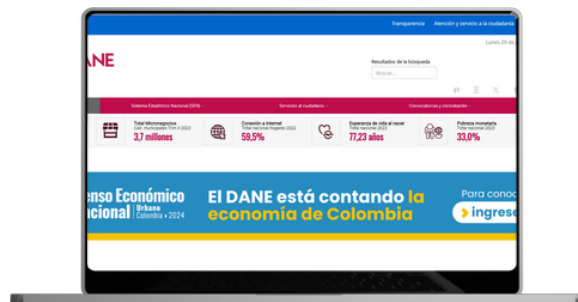 Transparencia Atención y servicio a la ciudadanía
Lunes 29 de
ANE
Resultados de la búsqueda
Buscar...
Sistema Estadístico Nacional (SEN)
Servicios al ciudadano
Convocatorias y contratación
Total Micronegocios
Cab. municipales Trim II 2023
3,7 millones
Conexión a Internet
Total nacional hogares 2022
59,5%
Esperanza de vida al nacer
Total nacional 2023
77,23 años
Pobreza monetaria
Total nacional 2023
33,0%
enso Económico
acional Urbano
Colombia 2024
El DANE está contando la
economía de Colombia
Para conoc
ingrese